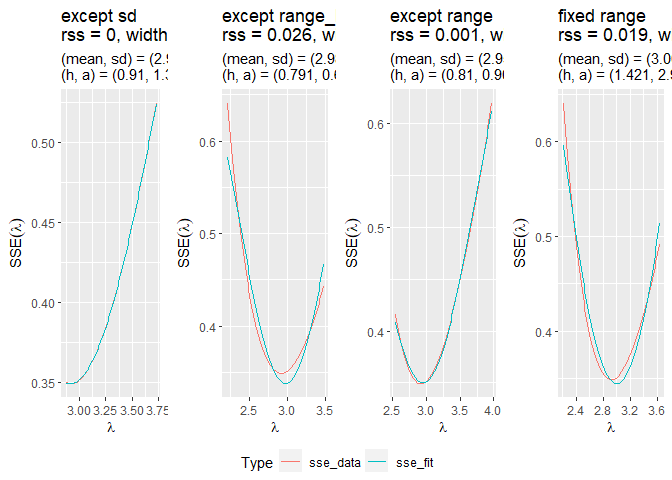 except sd
rss = 0, width
(mean, sd) = (2.9
(h, a) = (0.91, 1.3
0.50
0.45
0.40
0.35
SSE(λ)
3.00 3.25 3.50 3.75
λ
except range_
rss = 0.026, w
(mean, sd) = (2.9
(h, a) = (0.791, 0.6
0.6
0.5
0.4
SSE(λ)
2.5 3.0 3.5
λ
except range
rss = 0.001, w
(mean, sd) = (2.9
(h, a) = (0.81, 0.90
0.6
0.5
0.4
SSE(λ)
2.5 3.0 3.5 4.0
λ
fixed range
rss = 0.019, w
(mean, sd) = (3.00
(h, a) = (1.421, 2.9
0.6
0.5
0.4
SSE(λ)
2.4 2.8 3.2 3.6
λ
Type sse_data sse_fit